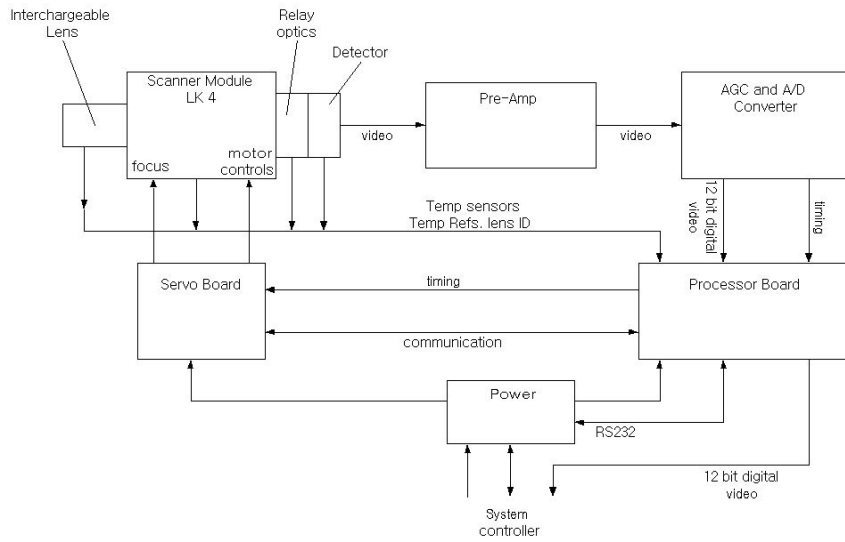 Interchangeable
Lens
Relay
optics
Detector
Scanner Module
LK 4
focus
motor
controls
video
Pre-Amp
video
AGC and A/D
Converter
12 bit digital
video
timing
Temp sensors
Temp Refs. lens ID
Servo Board
timing
communication
Processor Board
Power
RS232
12 bit digital
video
System
controller